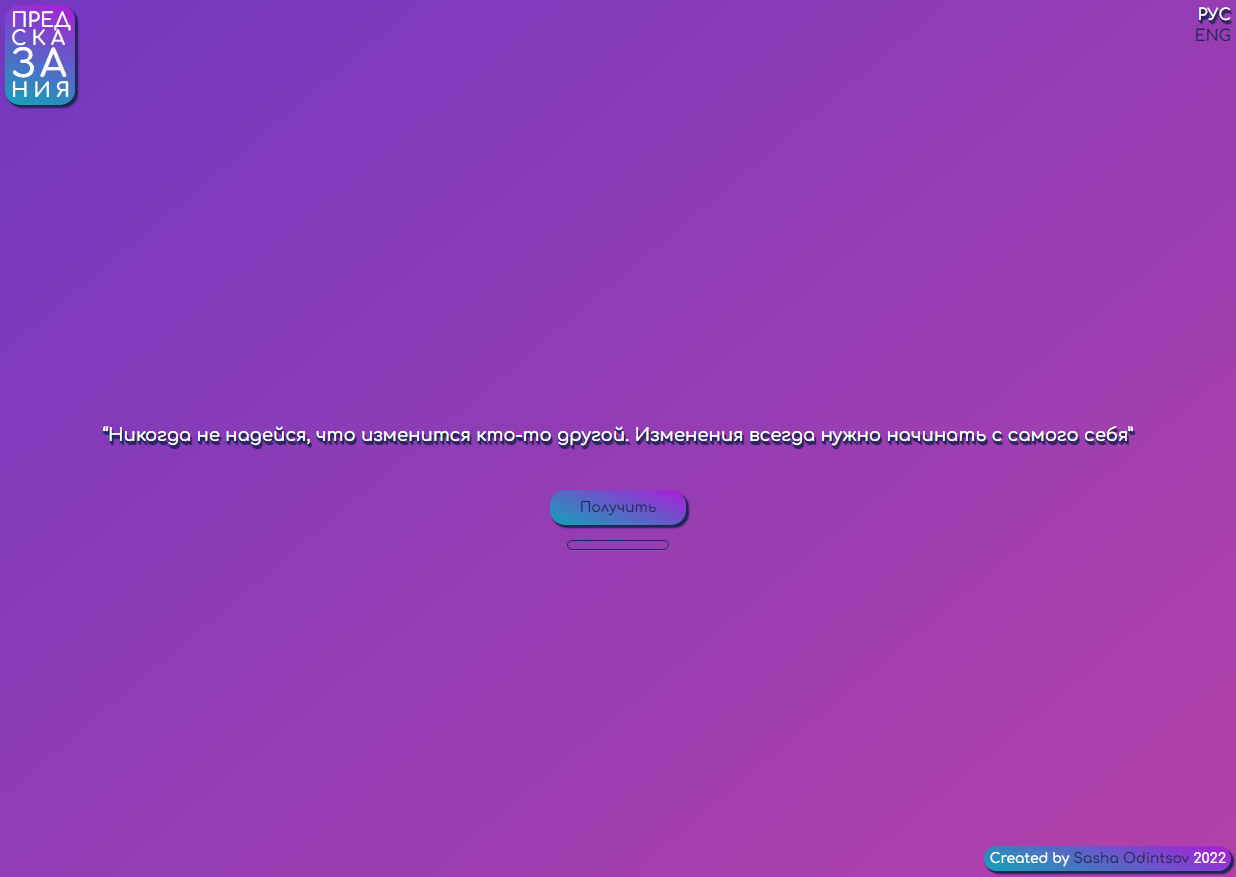 ПРЕД
СКА
ЗА
НИЯ
РУС
ENG
“Никогда не надейся, что изменится кто-то другой. Изменения всегда нужно начинать с самого себя”
Получить
Created by Sasha Odintsov 2022